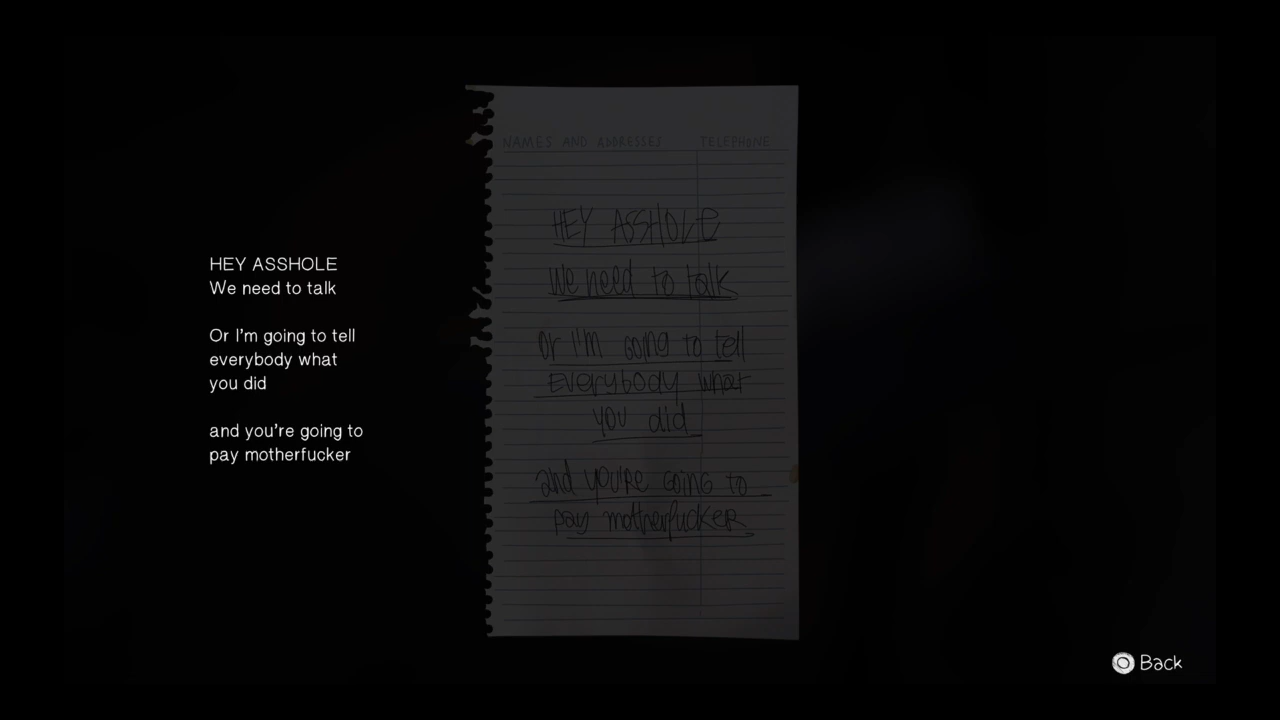 HEY ASSHOLE
We need to talk
Or I'm going to tell
everybody what
you did
and you're going to
pay motherfucker
NAMES AND ADDRESSES TELEPHONE
HEY ASSHOLE
We need to talk
Or I'm going to tell
everybody what
you did
and you're going to
pay motherfucker
Back